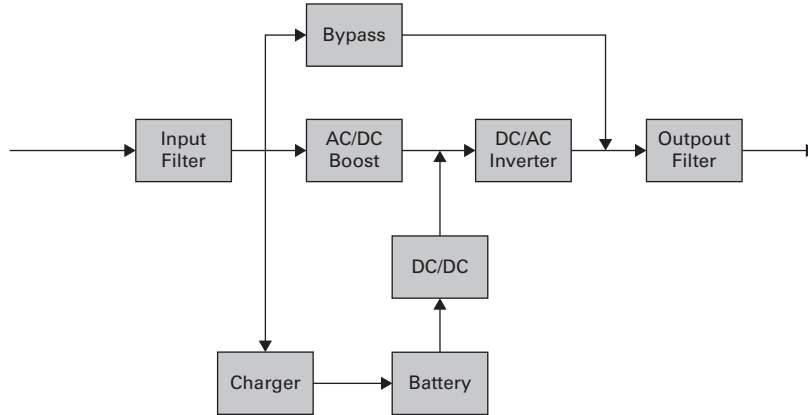 Bypass
Input
Filter
AC/DC
Boost
DC/AC
Inverter
Outpout
Filter
DC/DC
Charger
Battery